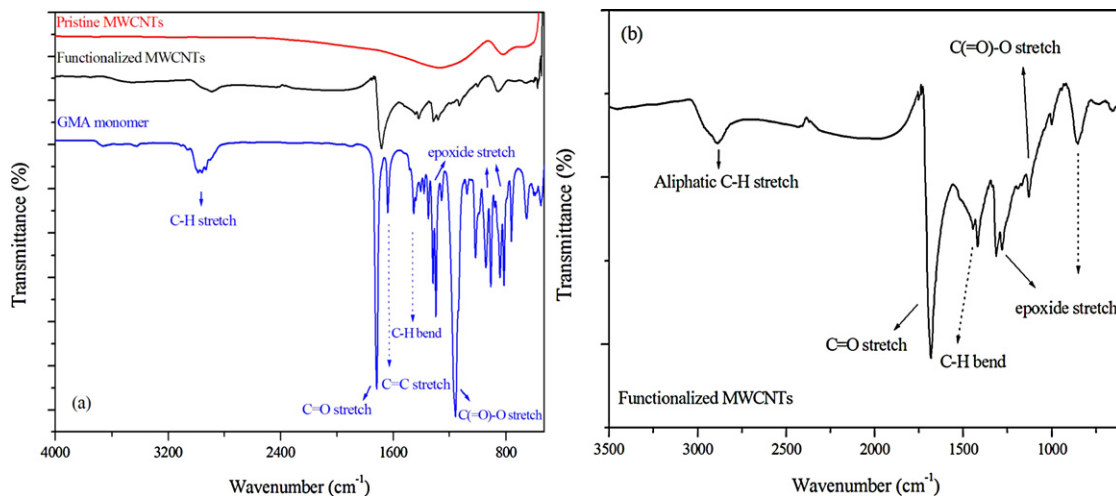 (a)
Pristine MWCNTs
Functionalized MWCNTs
GMA monomer
epoxide stretch
C-H stretch
C-H bend
C=C stretch
C=O stretch
C(=O)-O stretch
Transmittance (%)
4000 3200 2400 1600 800
Wavenumber (cm-1)
(b)
C(=O)-O stretch
Aliphatic C-H stretch
epoxide stretch
C=O stretch
C-H bend
Functionalized MWCNTs
Transmittance (%)
3500 3000 2500 2000 1500 1000
Wavenumber (cm-1)